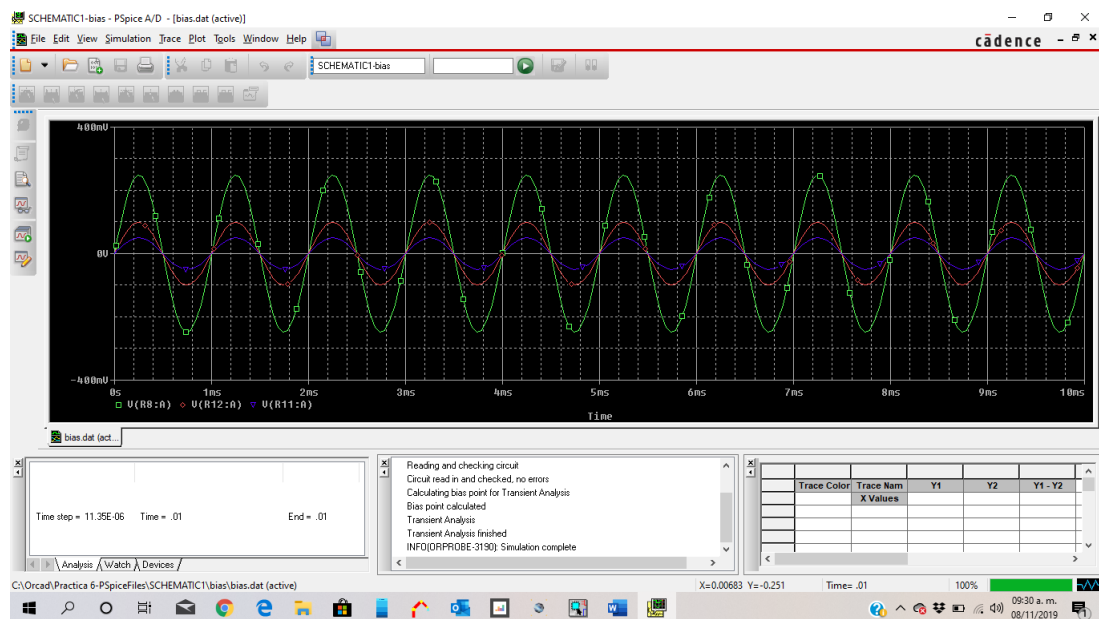 SCHEMATIC1-bias - PSpice A/D - [bias.dat (active)]
File Edit View Simulation Trace Plot Tools Window Help
cādence
SCHEMATIC1-bias
400mV
0V
-400mV
0s 1ms 2ms 3ms 4ms 5ms 6ms 7ms 8ms 9ms 10ms
V(R8:A) V(R12:A) V(R11:A)
Time
bias.dat (act...
Time step = 11.35E-06 Time = .01 End = .01
Analysis Watch Devices
Reading and checking circuit
Circuit read in and checked, no errors
Calculating bias point for Transient Analysis
Bias point calculated
Transient Analysis
Transient Analysis finished
INFO(ORPROBE-3190): Simulation complete
Trace Color Trace Nam Y1 Y2 Y1 - Y2
X Values
C:\Orcad\Practica 6-PSpiceFiles\SCHEMATIC1\bias\bias.dat (active) X=0.00683 Y=-0.251 Time= .01 100%
09:30 a. m.
08/11/2019